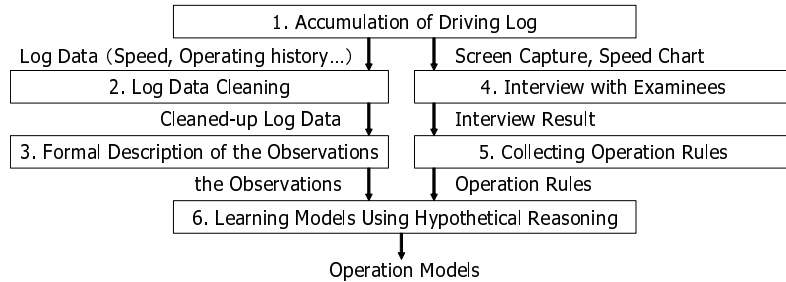 1. Accumulation of Driving Log
Log Data (Speed, Operating history…)
Screen Capture, Speed Chart
2. Log Data Cleaning
4. Interview with Examinees
Cleaned-up Log Data
Interview Result
3. Formal Description of the Observations
5. Collecting Operation Rules
the Observations
Operation Rules
6. Learning Models Using Hypothetical Reasoning
Operation Models